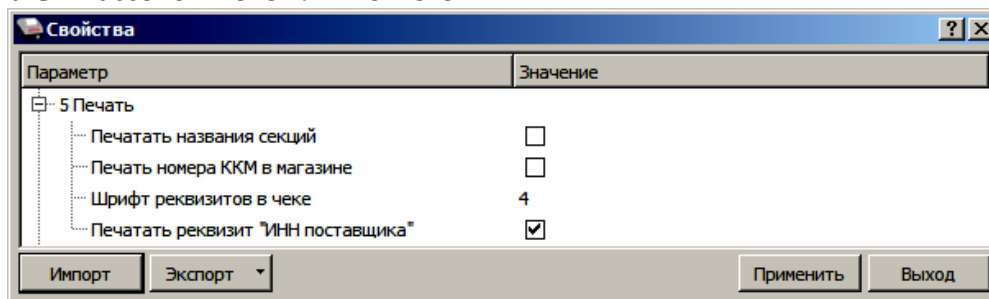 Свойства
Параметр Значение
5 Печать
Печатать названия секций
Печать номера ККМ в магазине
Шрифт реквизитов в чеке 4
Печатать реквизит "ИНН поставщика"
Импорт Экспорт Применить Выход